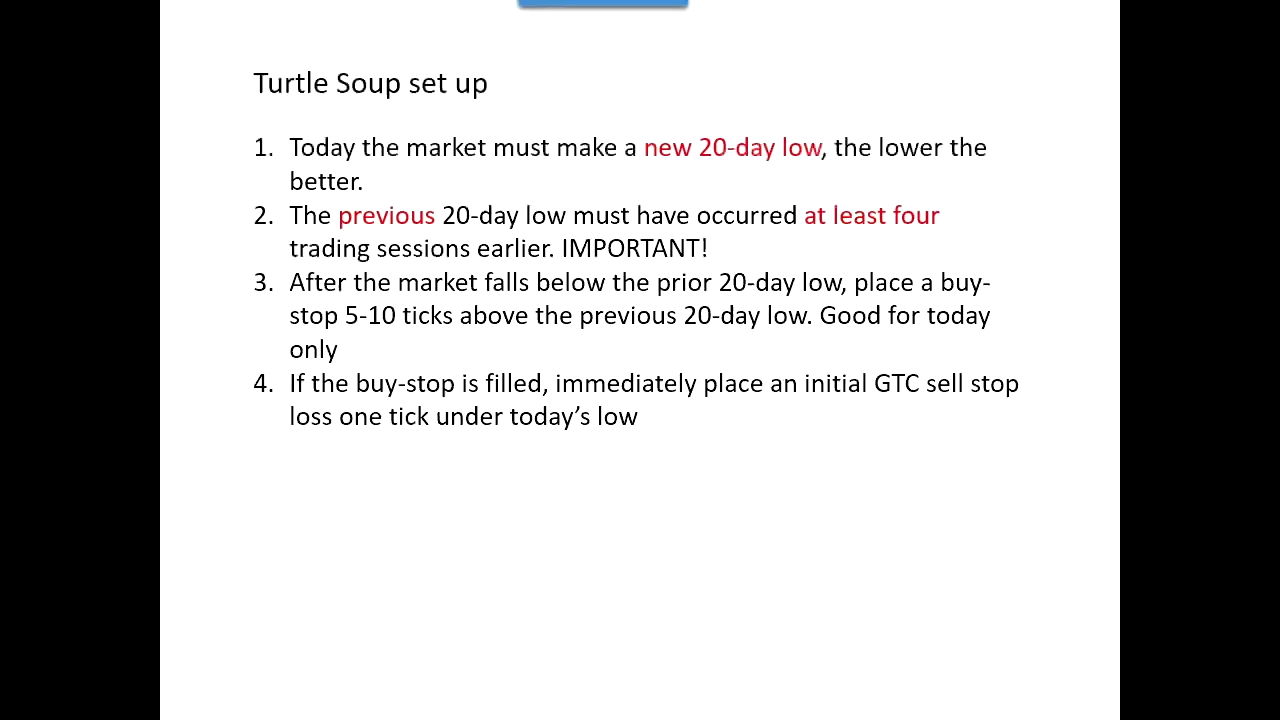 Turtle Soup set up
1. Today the market must make a new 20-day low, the lower the
better.
2. The previous 20-day low must have occurred at least four
trading sessions earlier. IMPORTANT!
3. After the market falls below the prior 20-day low, place a buy-
stop 5-10 ticks above the previous 20-day low. Good for today
only
4. If the buy-stop is filled, immediately place an initial GTC sell stop
loss one tick under today’s low